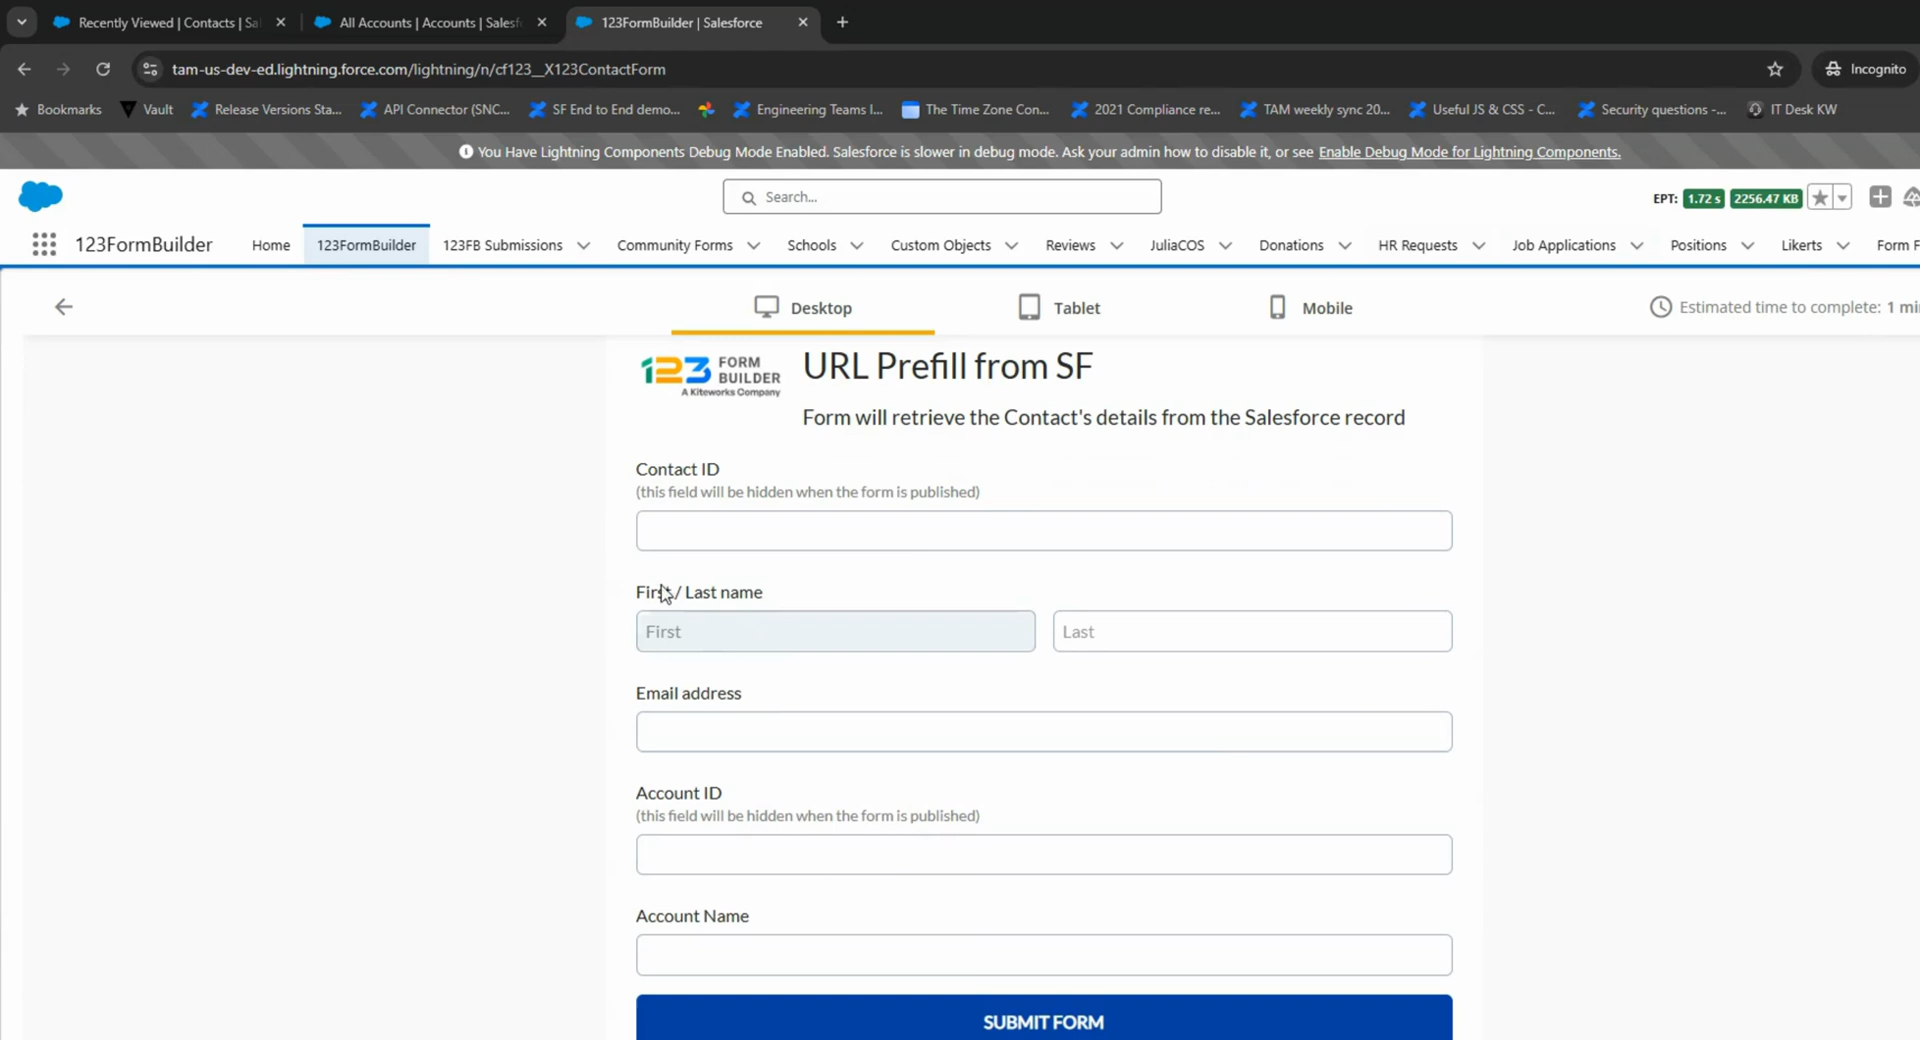 Recently Viewed | Contacts | Sa
All Accounts | Accounts | Salesf
123FormBuilder | Salesforce
tam-us-dev-ed.lightning.force.com/lightning/n/cf123__X123ContactForm
Incognito
Bookmarks
Vault
Release Versions Sta...
API Connector (SNC...
SF End to End demo...
Engineering Teams I...
The Time Zone Con...
2021 Compliance re...
TAM weekly sync 20...
Useful JS & CSS - C...
Security questions -...
IT Desk KW
You Have Lightning Components Debug Mode Enabled. Salesforce is slower in debug mode. Ask your admin how to disable it, or see Enable Debug Mode for Lightning Components.
Search...
EPT: 1.72 s 2256.47 KB
123FormBuilder
Home
123FormBuilder
123FB Submissions
Community Forms
Schools
Custom Objects
Reviews
JuliaCOS
Donations
HR Requests
Job Applications
Positions
Likerts
Form F
Desktop
Tablet
Mobile
Estimated time to complete: 1 mi
123 FORM BUILDER
A Kiteworks Company
URL Prefill from SF
Form will retrieve the Contact's details from the Salesforce record
Contact ID
(this field will be hidden when the form is published)
First / Last name
First
Last
Email address
Account ID
(this field will be hidden when the form is published)
Account Name
SUBMIT FORM